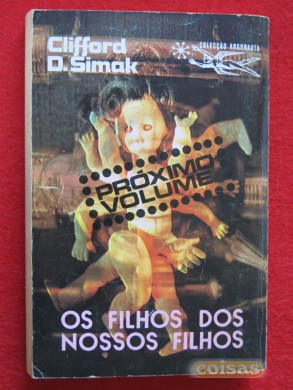 Clifford
D. Simak
COLECÇÃO ARGONAUTA
PRÓXIMO
VOLUME
OS FILHOS DOS
NOSSOS FILHOS
coisas